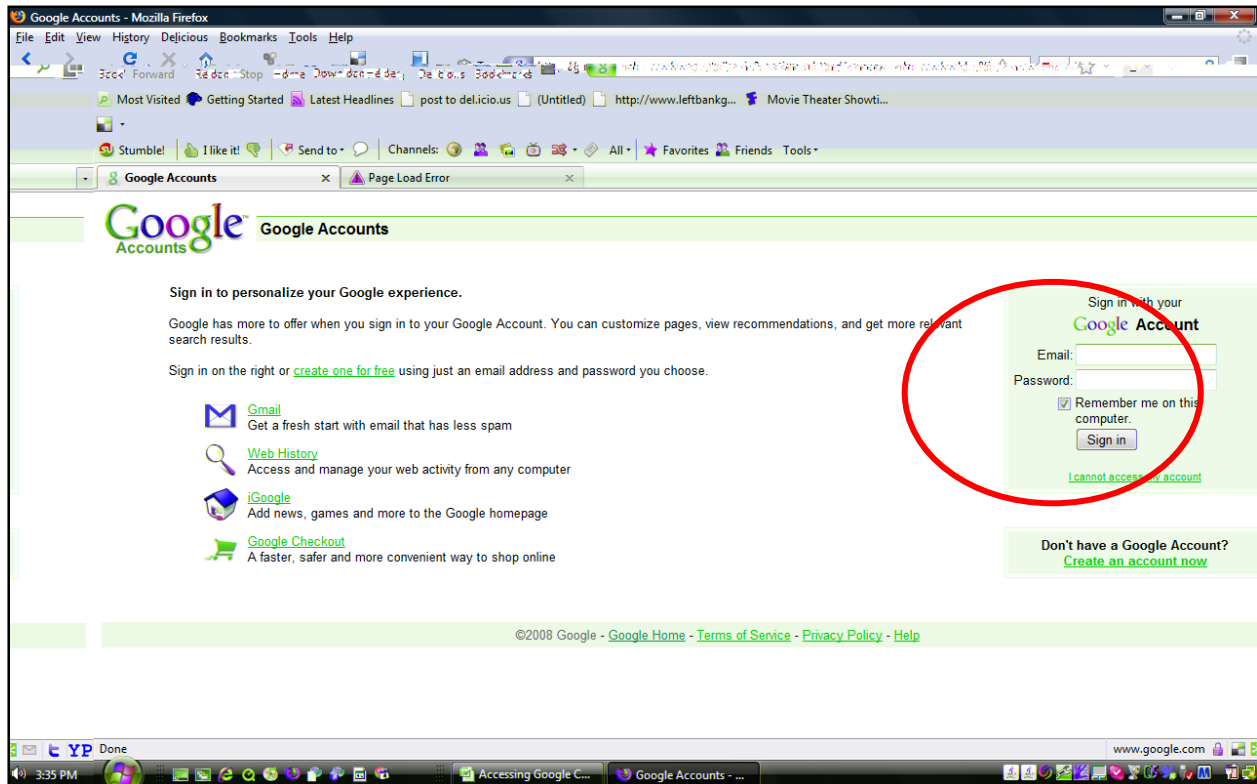 Google Accounts - Mozilla Firefox
File Edit View History Delicious Bookmarks Tools Help
Forward Stop
Most Visited Getting Started Latest Headlines post to del.icio.us (Untitled) http://www.leftbankg... Movie Theater Showti...
Stumble! I like it! Send to Channels: All Favorites Friends Tools
Google Accounts Page Load Error
Google™ Accounts
Google Accounts
Sign in to personalize your Google experience.
Google has more to offer when you sign in to your Google Account. You can customize pages, view recommendations, and get more relevant
search results.
Sign in on the right or create one for free using just an email address and password you choose.
Gmail
Get a fresh start with email that has less spam
Web History
Access and manage your web activity from any computer
iGoogle
Add news, games and more to the Google homepage
Google Checkout
A faster, safer and more convenient way to shop online
Sign in with your
Google Account
Email:
Password:
Remember me on this
computer.
Sign in
I cannot access my account
Don't have a Google Account?
Create an account now
©2008 Google - Google Home - Terms of Service - Privacy Policy - Help
YP Done www.google.com
3:35 PM Accessing Google C... Google Accounts - ...